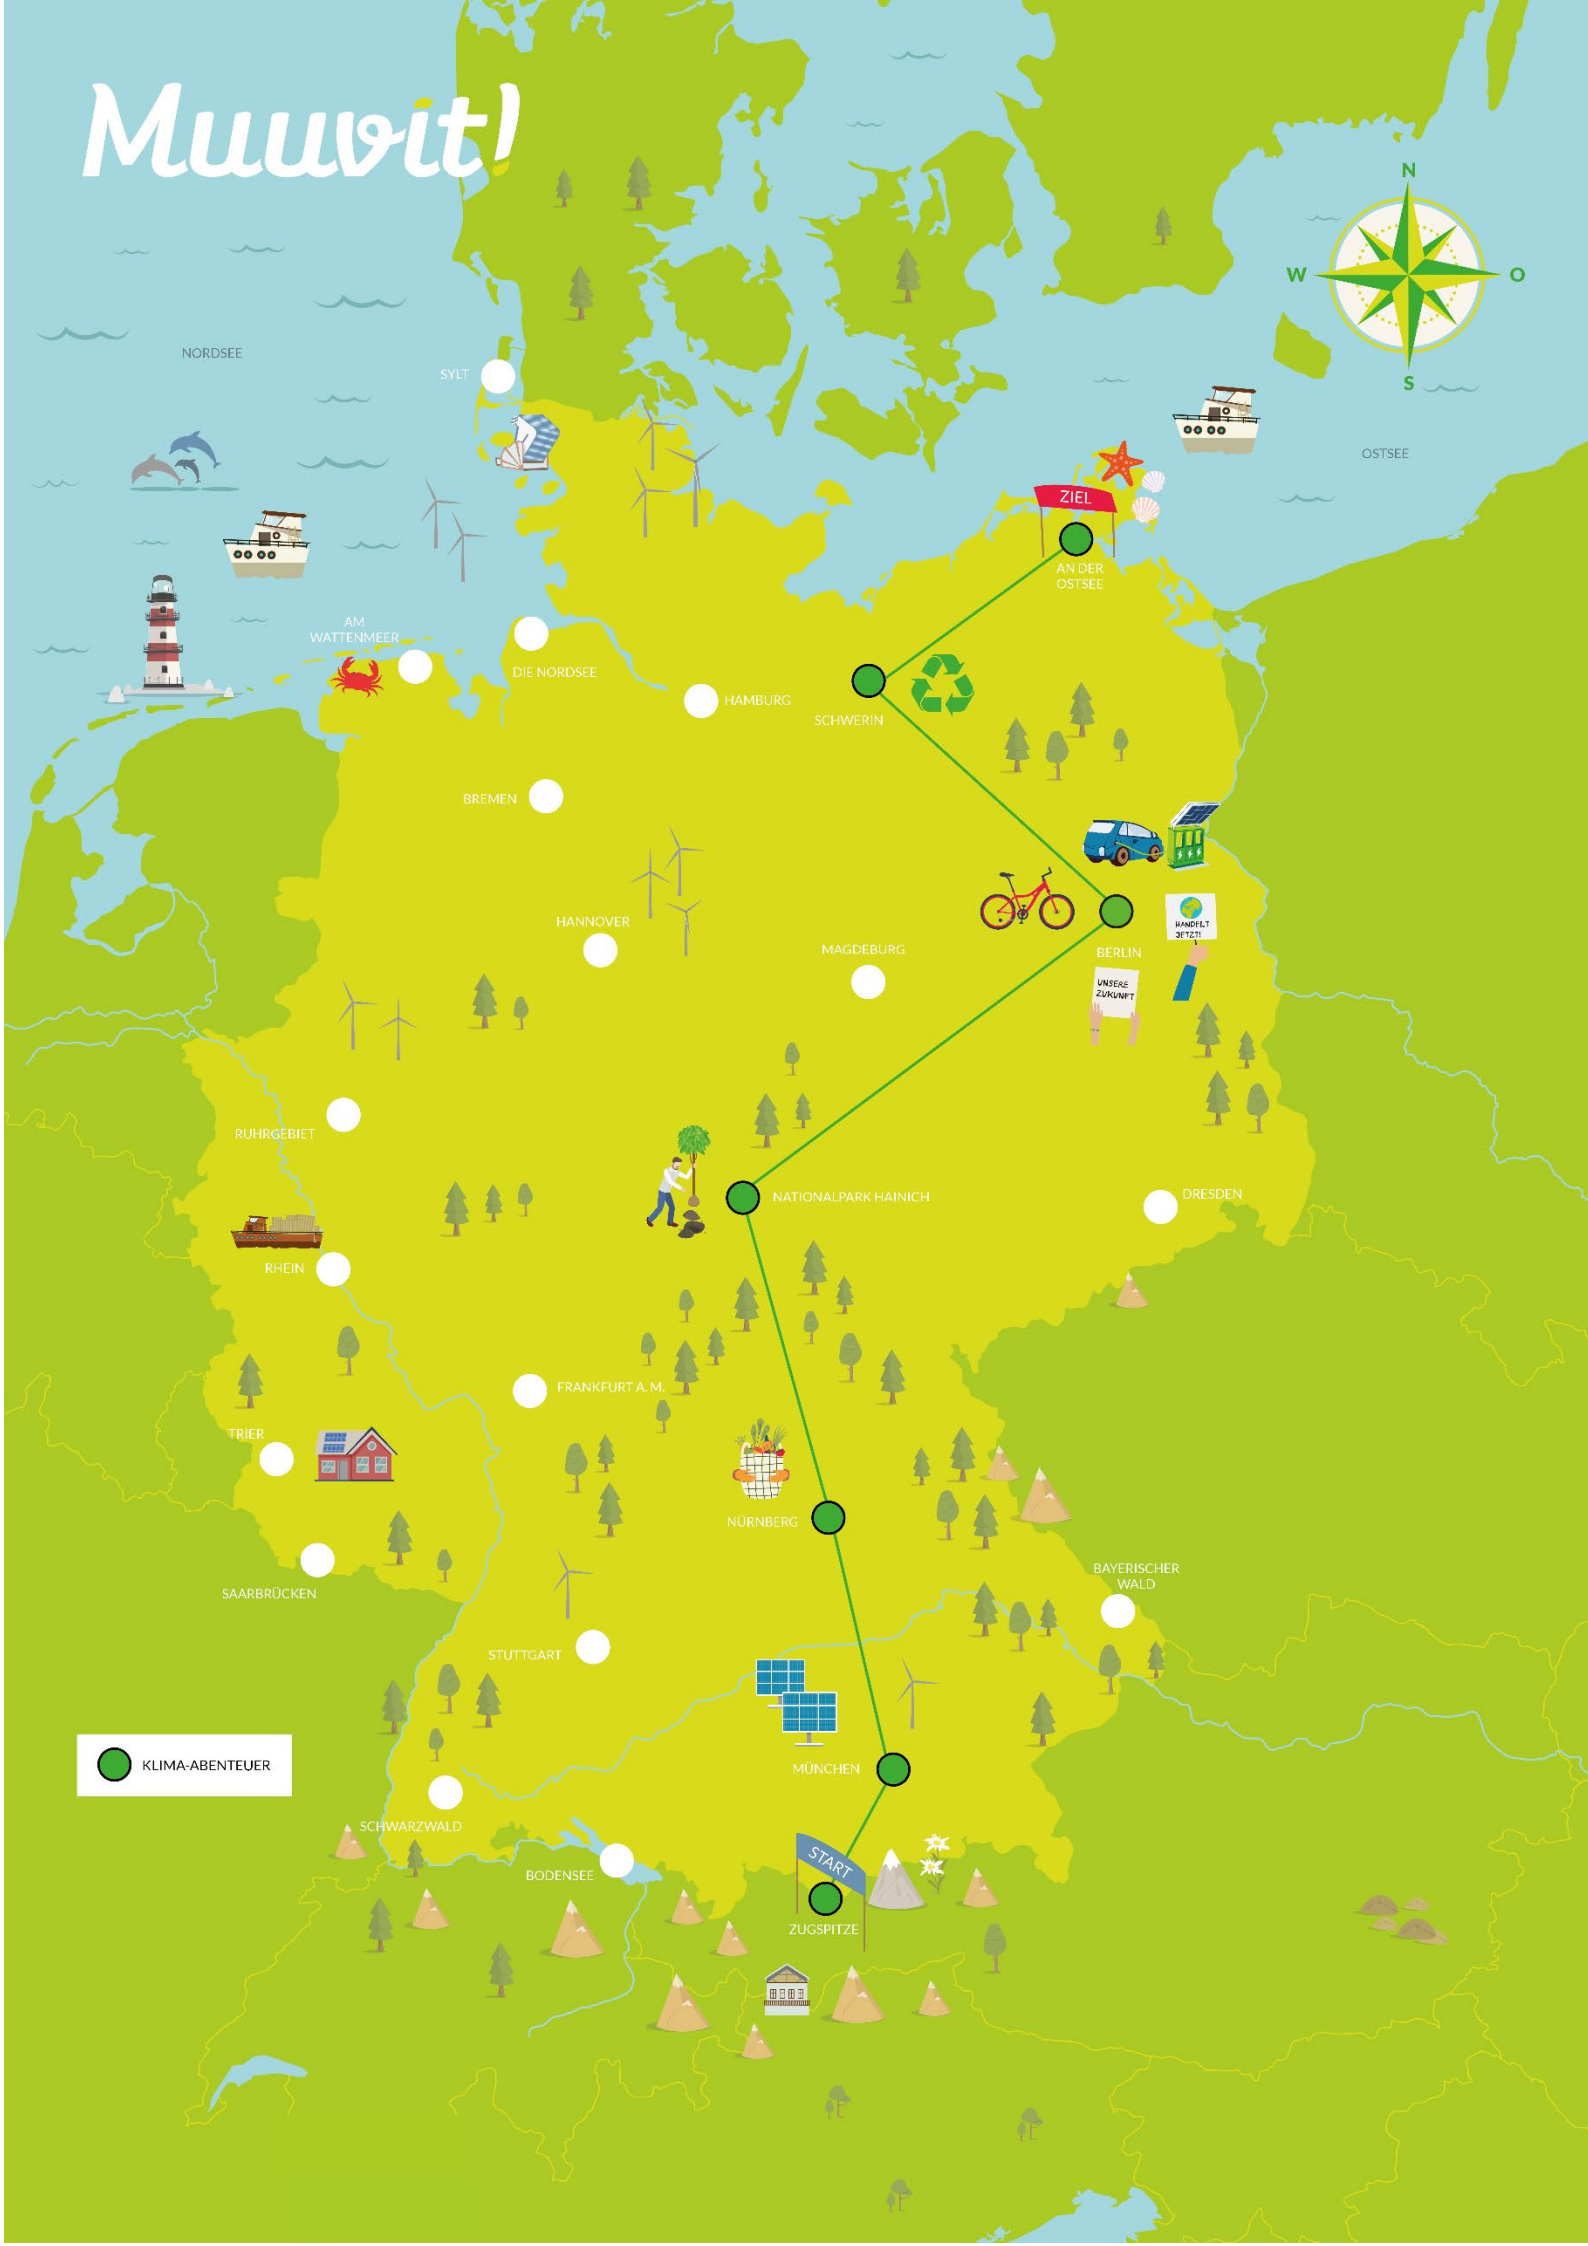 Muuvit!
N
W
O
S
NORDSEE
SYLT
OSTSEE
ZIEL
AN DER
OSTSEE
AM
WATTENMEER
DIE NORDSEE
HAMBURG
SCHWERIN
BREMEN
HANNOVER
MAGDEBURG
BERLIN
HANDELT
JETZT!
UNSERE
ZUKUNFT
RUHRGEBIET
NATIONALPARK HAINICH
DRESDEN
RHEIN
FRANKFURT A. M.
TRIER
NÜRNBERG
SAARBRÜCKEN
BAYERISCHER
WALD
STUTTGART
KLIMA-ABENTEUER
MÜNCHEN
SCHWARZWALD
BODENSEE
START
ZUGSPITZE